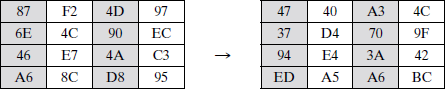 87 F2 4D 97 47 40 A3 4C
6E 4C 90 EC 37 D4 70 9F
46 E7 4A C3 → 94 E4 3A 42
A6 8C D8 95 ED A5 A6 BC